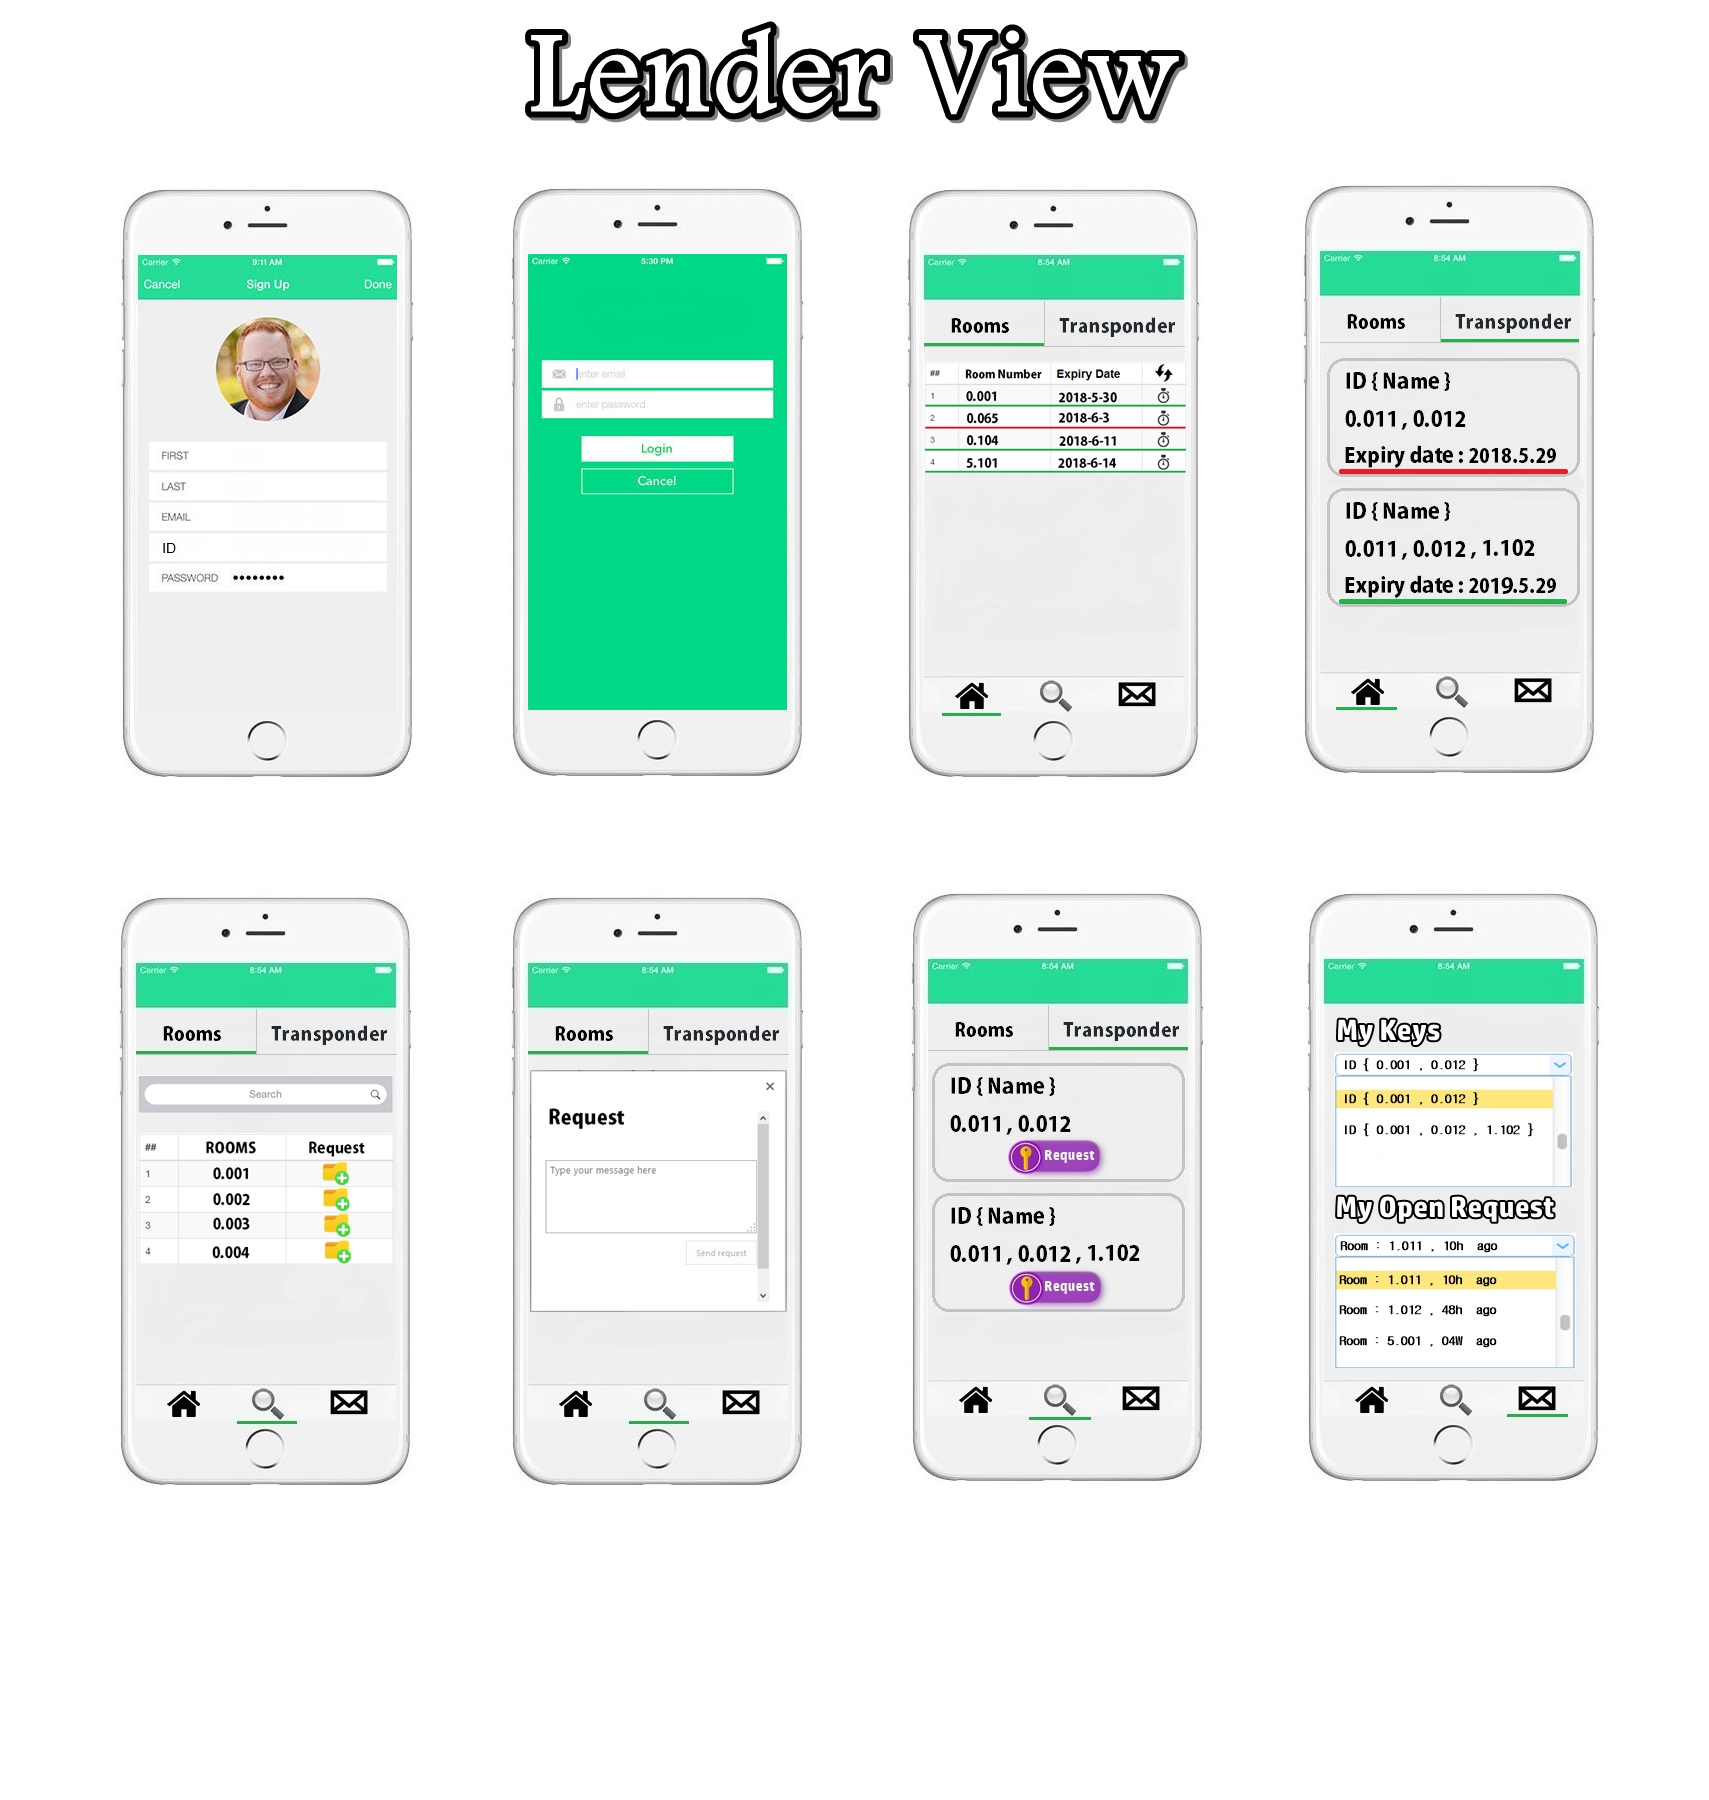 Lender View
Carrier 9:11 AM
Cancel Sign Up Done
FIRST
LAST
EMAIL
ID
PASSWORD ••••••••
Carrier 5:30 PM
enter email
enter password
Login
Cancel
Carrier 8:54 AM
Rooms Transponder
## Room Number Expiry Date
1 0.001 2018-5-30
2 0.065 2018-6-3
3 0.104 2018-6-11
4 5.101 2018-6-14
Carrier 8:54 AM
Rooms Transponder
ID { Name }
0.011 , 0.012
Expiry date : 2018.5.29
ID { Name }
0.011 , 0.012 , 1.102
Expiry date : 2019.5.29
Carrier 8:54 AM
Rooms Transponder
Search
## ROOMS Request
1 0.001
2 0.002
3 0.003
4 0.004
Carrier 8:54 AM
Rooms Transponder
Request
Type your message here
Send request
Carrier 8:54 AM
Rooms Transponder
ID { Name }
0.011 , 0.012
Request
ID { Name }
0.011 , 0.012 , 1.102
Request
Carrier 8:54 AM
My Keys
ID { 0.001 , 0.012 }
ID { 0.001 , 0.012 }
ID { 0.001 , 0.012 , 1.102 }
My Open Request
Room : 1.011 , 10h ago
Room : 1.011 , 10h ago
Room : 1.012 , 48h ago
Room : 5.001 , 04W ago